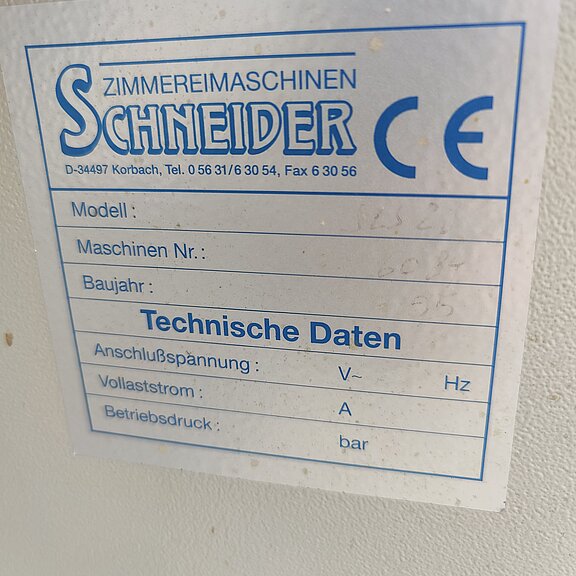 ZIMMEREIMASCHINEN
SCHNEIDER
CE
D-34497 Korbach, Tel. 0 56 31/6 30 54, Fax 6 30 56
Modell :
Maschinen Nr.:
Baujahr :
Technische Daten
Anschlußspannung : V~ Hz
Vollaststrom : A
Betriebsdruck : bar